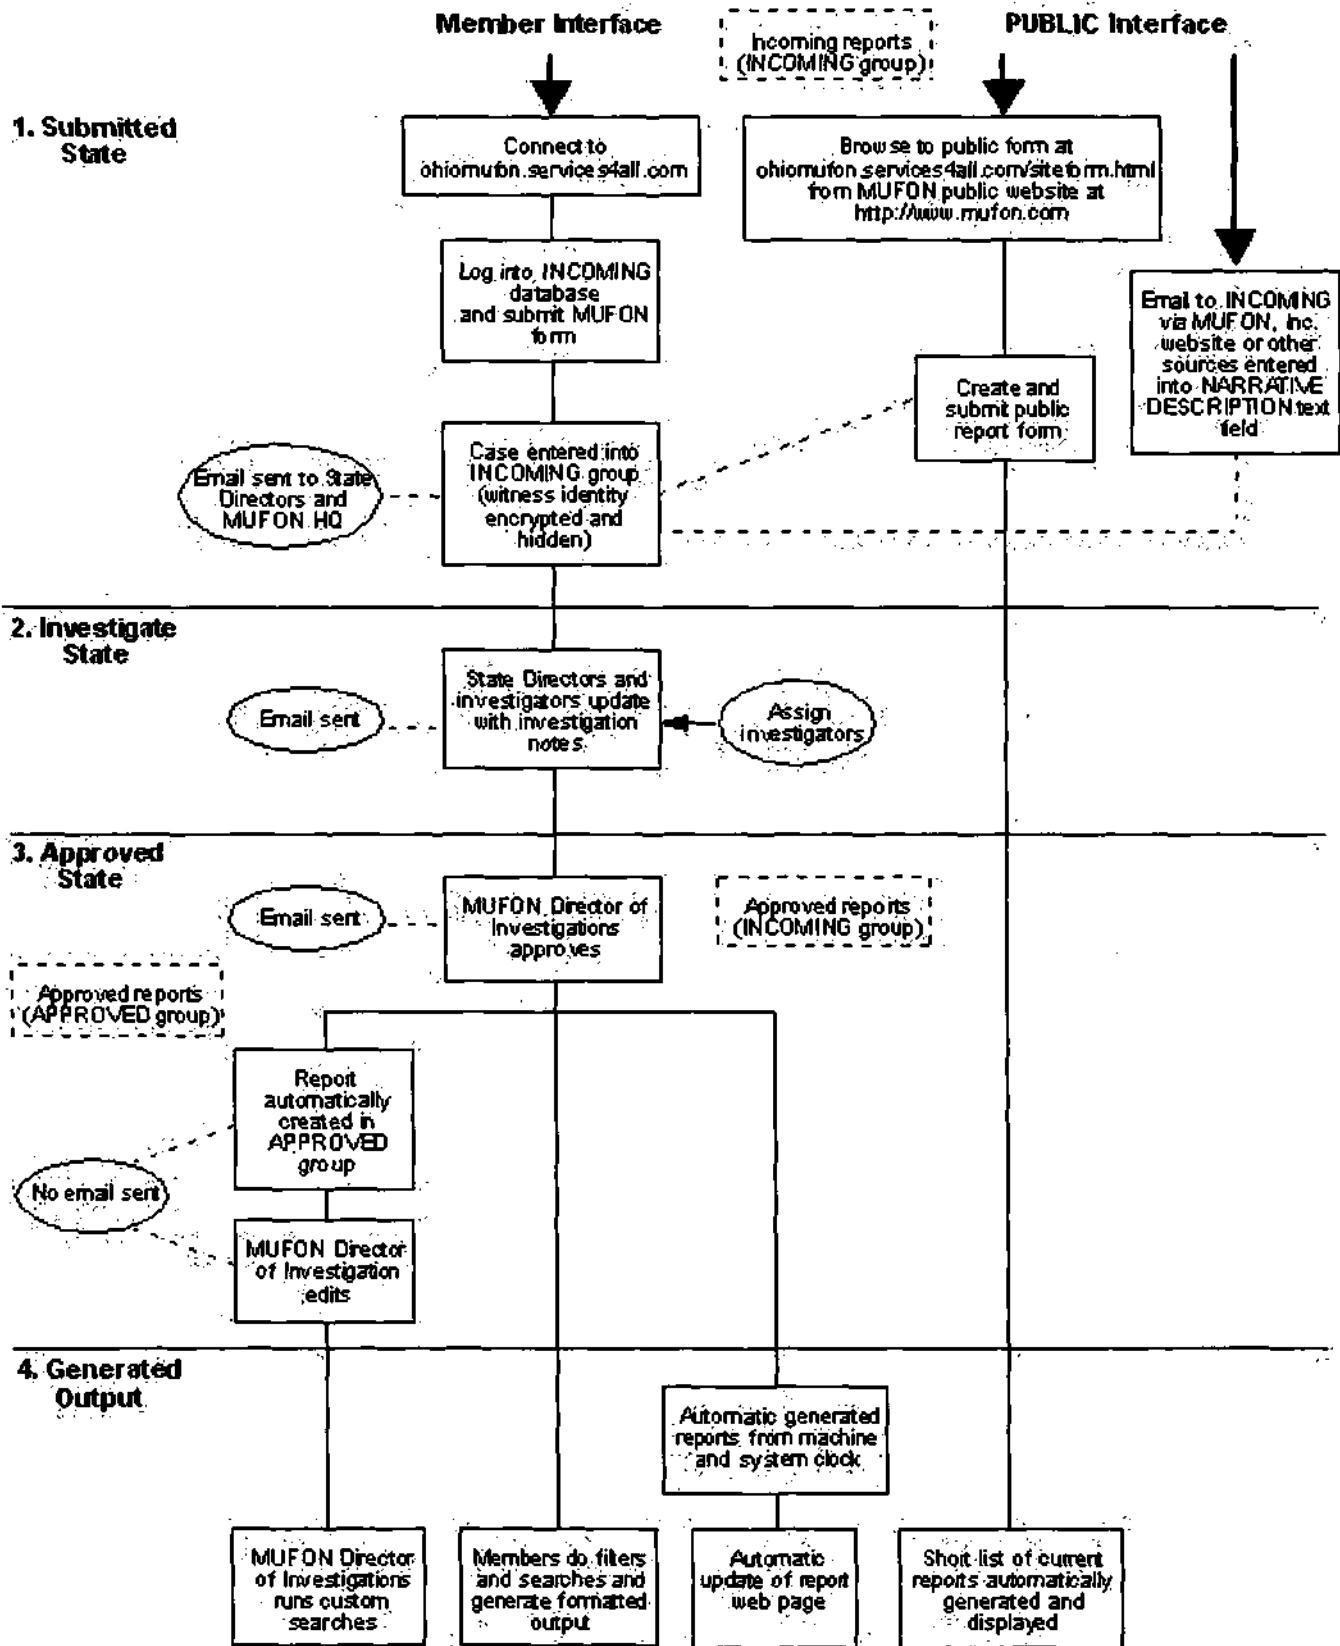 Member Interface
Incoming reports
(INCOMING group)
PUBLIC Interface
1. Submitted
State
Connect to
ohiomufon.services4all.com
Browse to public form at
ohiomufon.services4all.com/siteform.html
from MUFON public website at
http://www.mufon.com
Log into INCOMING
database
and submit MUFON
form
Email to INCOMING
via MUFON, Inc.
website or other
sources entered
into NARRATIVE
DESCRIPTION text
field
Create and
submit public
report form
Case entered into
INCOMING group
(witness identity
encrypted and
hidden)
Email sent to State
Directors and
MUFON HQ
2. Investigate
State
State Directors and
investigators update
with investigation
notes
Email sent
Assign
investigators
3. Approved
State
Email sent
MUFON Director of
Investigations
approves
Approved reports
(INCOMING group)
Approved reports
(APPROVED group)
Report
automatically
created in
APPROVED
group
No email sent
MUFON Director
of Investigation
edits
4. Generated
Output
Automatic generated
reports from machine
and system clock
MUFON Director
of Investigations
runs custom
searches
Members do filters
and searches and
generate formatted
output
Automatic
update of report
web page
Short list of current
reports automatically
generated and
displayed